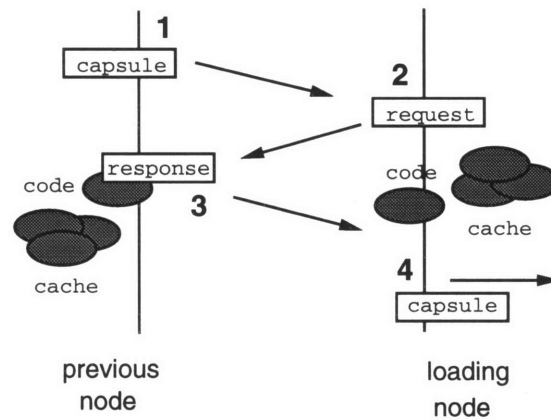 1
capsule
2
request
response
3
code
cache
code
cache
4
capsule
previous
node
loading
node